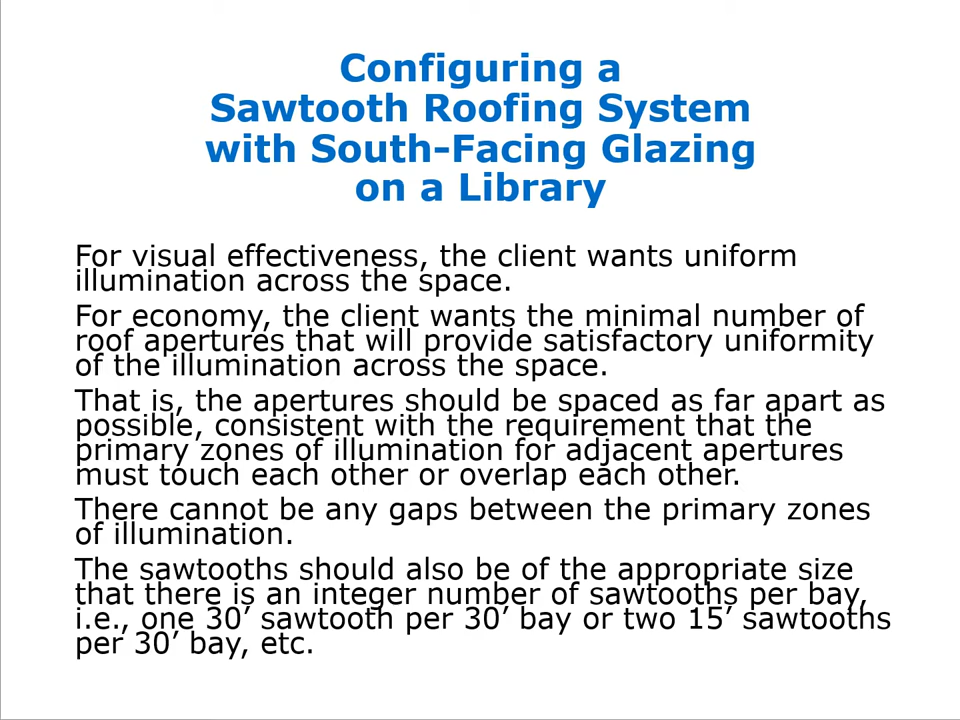 Configuring a
Sawtooth Roofing System
with South-Facing Glazing
on a Library
For visual effectiveness, the client wants uniform
illumination across the space.
For economy, the client wants the minimal number of
roof apertures that will provide satisfactory uniformity
of the illumination across the space.
That is, the apertures should be spaced as far apart as
possible, consistent with the requirement that the
primary zones of illumination for adjacent apertures
must touch each other or overlap each other.
There cannot be any gaps between the primary zones
of illumination.
The sawtooths should also be of the appropriate size
that there is an integer number of sawtooths per bay,
i.e., one 30’ sawtooth per 30’ bay or two 15’ sawtooths
per 30’ bay, etc.